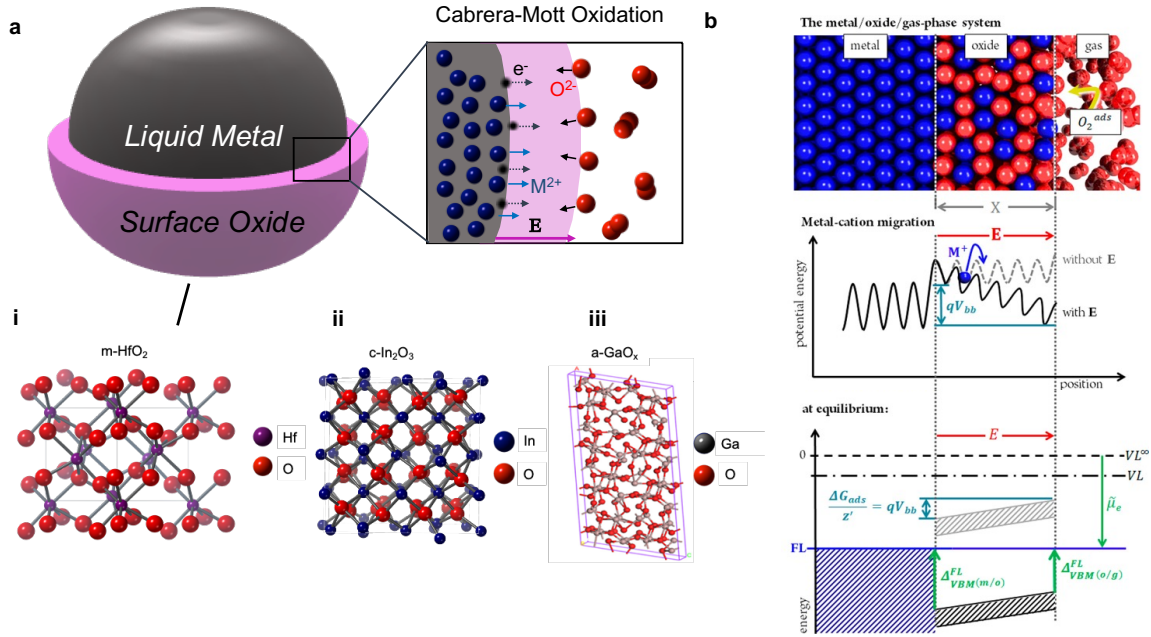 a
Cabrera-Mott Oxidation
Liquid Metal
Surface Oxide
e-
O2-
M2+
E
i
m-HfO2
Hf
O
ii
c-In2O3
In
O
iii
a-GaOx
Ga
O
b
The metal/oxide/gas-phase system
metal
oxide
gas
O2ads
X
Metal-cation migration
E
M+
without E
qVbb
with E
potential energy
position
at equilibrium:
E
0
VL∞
VL
ΔGads/z′ = qVbb
μ̃e
FL
ΔFLVBM(m/o)
ΔFLVBM(o/g)
energy